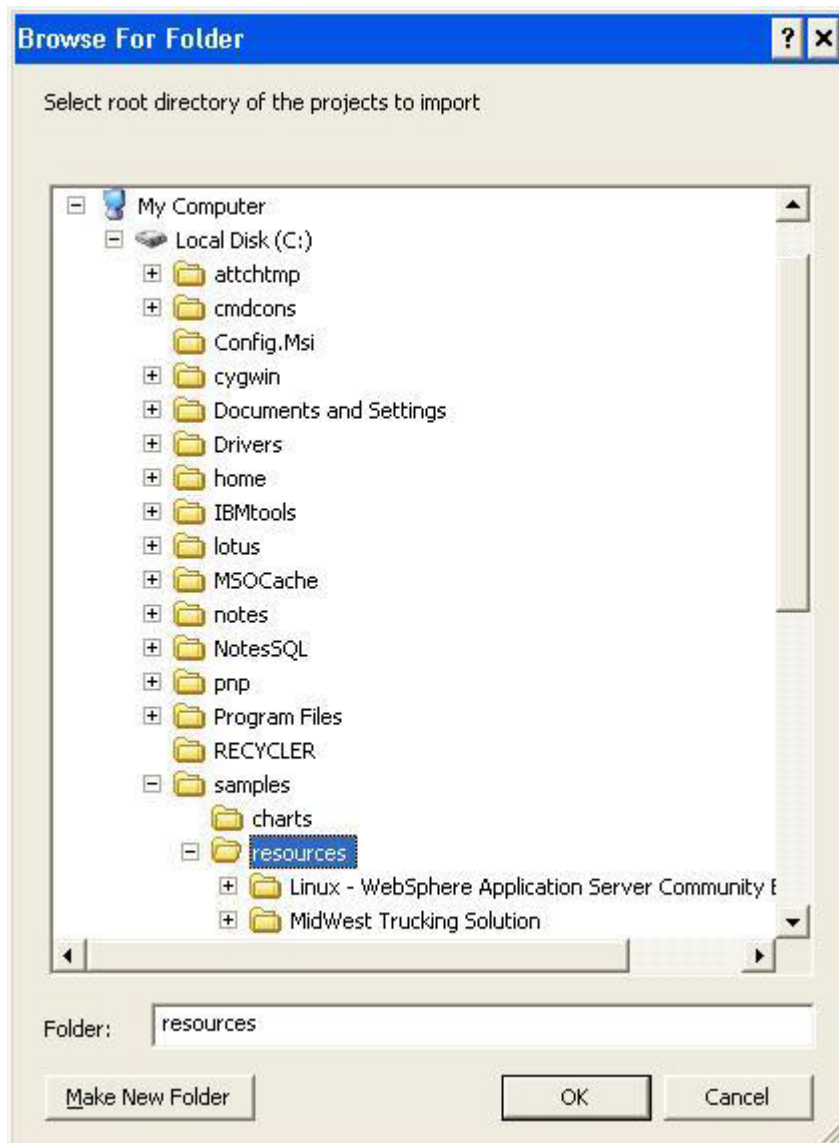 Browse For Folder
Select root directory of the projects to import
My Computer
Local Disk (C:)
attchtmp
cmdcons
Config.Msi
cygwin
Documents and Settings
Drivers
home
IBMtools
lotus
MSOCache
notes
NotesSQL
pnp
Program Files
RECYCLER
samples
charts
resources
Linux - WebSphere Application Server Community
MidWest Trucking Solution
Folder: resources
Make New Folder OK Cancel